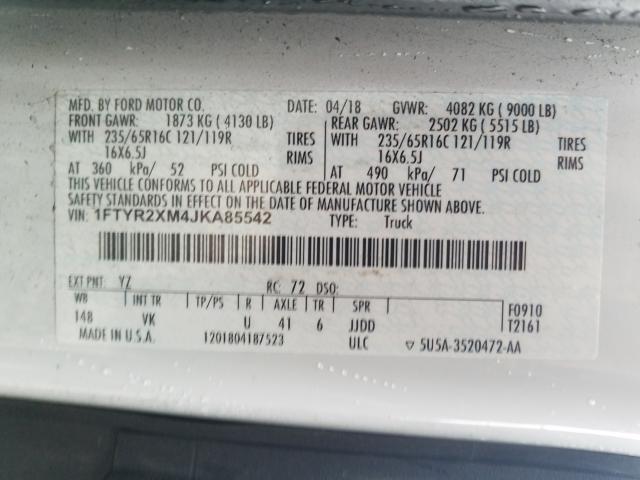 MFD. BY FORD MOTOR CO. DATE: 04/18 GVWR: 4082 KG ( 9000 LB)
FRONT GAWR: 1873 KG ( 4130 LB) REAR GAWR: 2502 KG ( 5515 LB)
WITH 235/65R16C 121/119R TIRES WITH 235/65R16C 121/119R TIRES
16X6.5J RIMS 16X6.5J RIMS
AT 360 kPa/ 52 PSI COLD AT 490 kPa/ 71 PSI COLD
THIS VEHICLE CONFORMS TO ALL APPLICABLE FEDERAL MOTOR VEHICLE
SAFETY STANDARDS IN EFFECT ON THE DATE OF MANUFACTURE SHOWN ABOVE.
VIN: 1FTYR2XM4JKA85542 TYPE: Truck
EXT PNT: YZ RC: 72 DSO:
WB INT TR TP/PS R AXLE TR SPR F0910
148 VK U 41 6 JJDD T2161
MADE IN U.S.A. 1201804187523 ULC ▽ 5U5A-3520472-AA